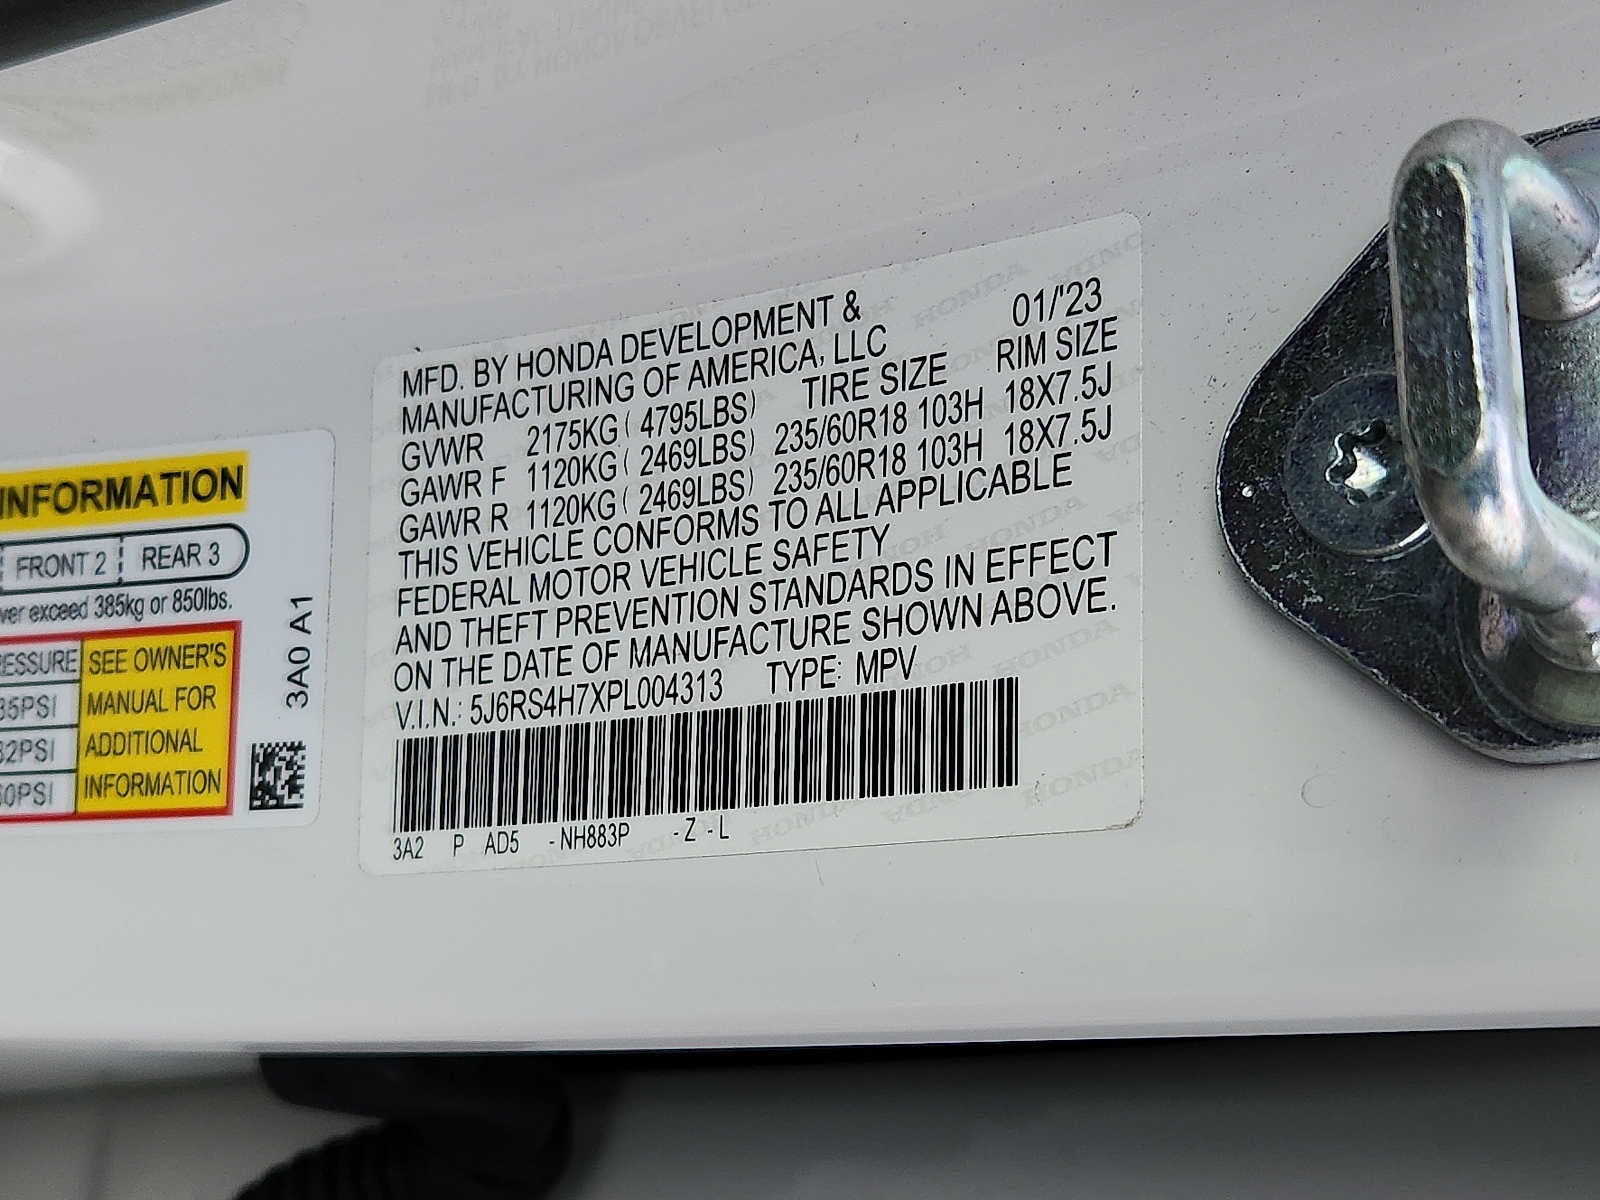 INFORMATION
FRONT 2 REAR 3
ver exceed 385kg or 850lbs.
ESSURE SEE OWNER'S
35PSI MANUAL FOR
32PSI ADDITIONAL
60PSI INFORMATION
3A0 A1
MFD. BY HONDA DEVELOPMENT & 01/'23
MANUFACTURING OF AMERICA, LLC
TIRE SIZE RIM SIZE
GVWR 2175KG ( 4795LBS)
GAWR F 1120KG ( 2469LBS) 235/60R18 103H 18X7.5J
GAWR R 1120KG ( 2469LBS) 235/60R18 103H 18X7.5J
THIS VEHICLE CONFORMS TO ALL APPLICABLE
FEDERAL MOTOR VEHICLE SAFETY
AND THEFT PREVENTION STANDARDS IN EFFECT
ON THE DATE OF MANUFACTURE SHOWN ABOVE.
V.I.N.: 5J6RS4H7XPL004313 TYPE: MPV
3A2 P AD5 -NH883P -Z -L